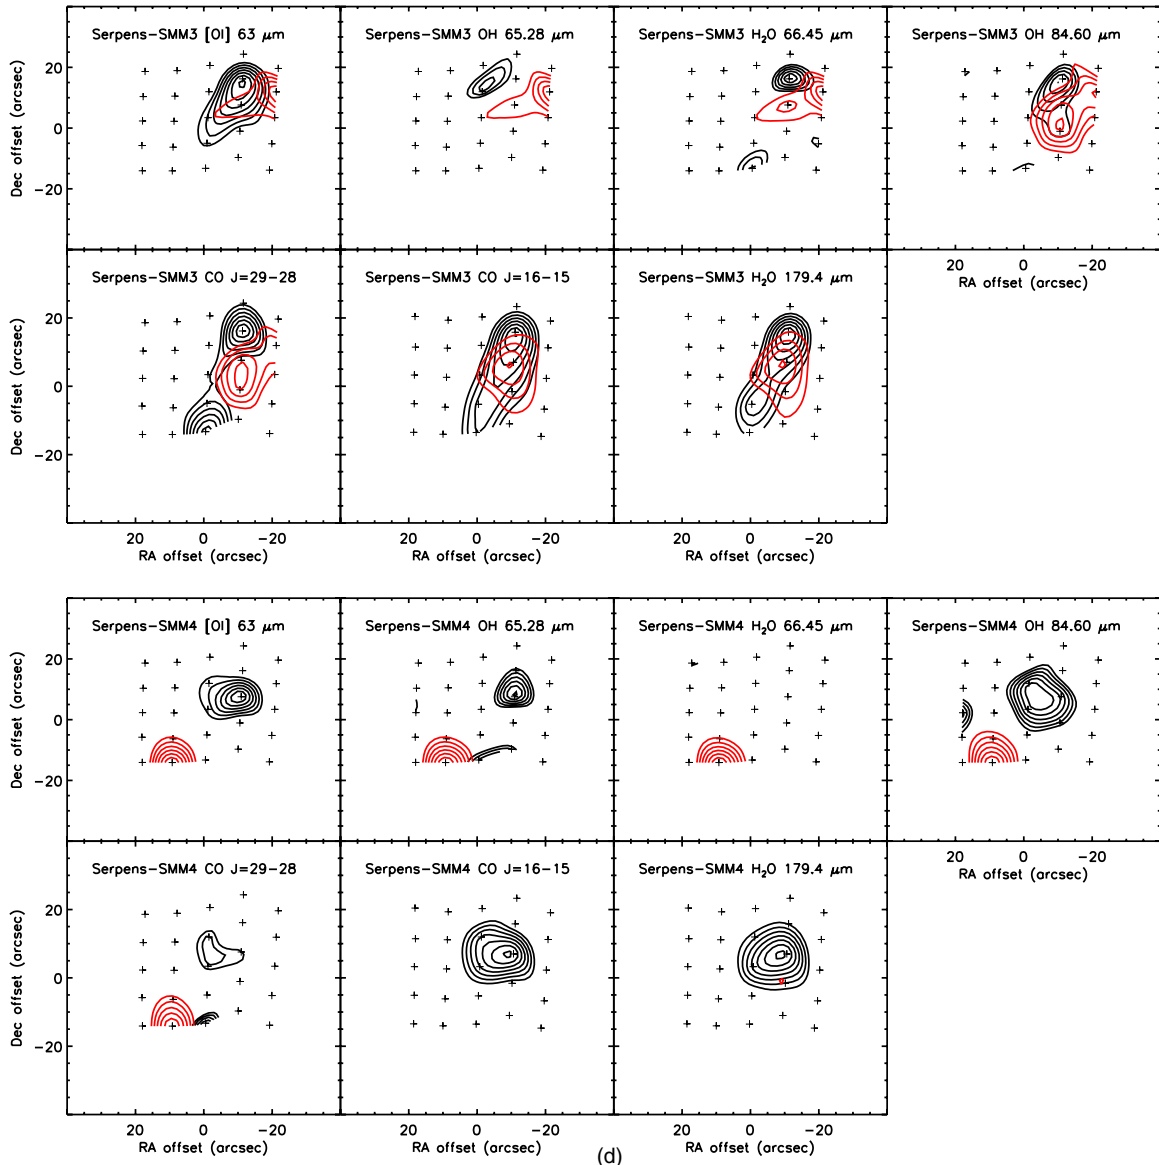 Serpens-SMM3 [OI] 63 μm
Serpens-SMM3 OH 65.28 μm
Serpens-SMM3 H₂O 66.45 μm
Serpens-SMM3 OH 84.60 μm
20
0
-20
Dec offset (arcsec)
20 0 -20
RA offset (arcsec)
Serpens-SMM3 CO J=29-28
Serpens-SMM3 CO J=16-15
Serpens-SMM3 H₂O 179.4 μm
20
0
-20
Dec offset (arcsec)
20 0 -20
20 0 -20
20 0 -20
RA offset (arcsec)
RA offset (arcsec)
RA offset (arcsec)
Serpens-SMM4 [OI] 63 μm
Serpens-SMM4 OH 65.28 μm
Serpens-SMM4 H₂O 66.45 μm
Serpens-SMM4 OH 84.60 μm
20
0
-20
Dec offset (arcsec)
20 0 -20
RA offset (arcsec)
Serpens-SMM4 CO J=29-28
Serpens-SMM4 CO J=16-15
Serpens-SMM4 H₂O 179.4 μm
20
0
-20
Dec offset (arcsec)
20 0 -20
20 0 -20
20 0 -20
RA offset (arcsec)
RA offset (arcsec)
RA offset (arcsec)
(d)